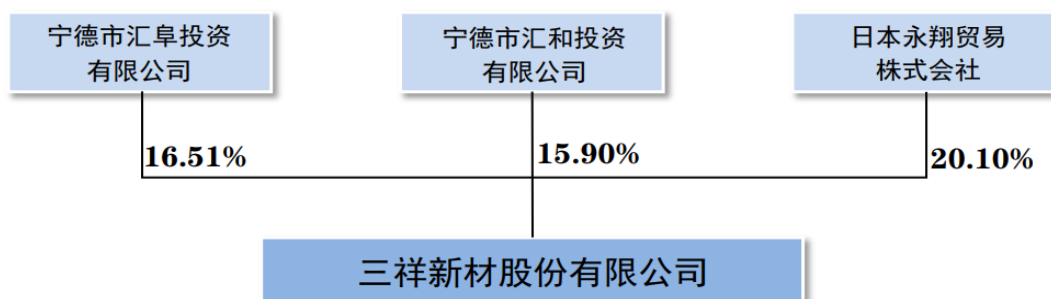 宁德市汇阜投资
有限公司
宁德市汇和投资
有限公司
日本永翔贸易
株式会社
16.51%
15.90%
20.10%
三祥新材股份有限公司